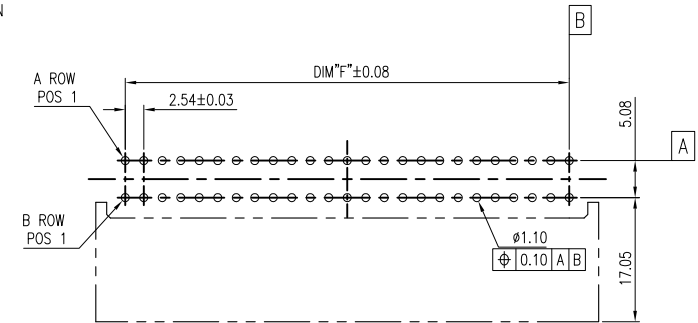 N
B
DIM"F"±0.08
A ROW
POS 1
2.54±0.03
5.08
A
B ROW
POS 1
ø1.10
⌖ 0.10 A B
17.05